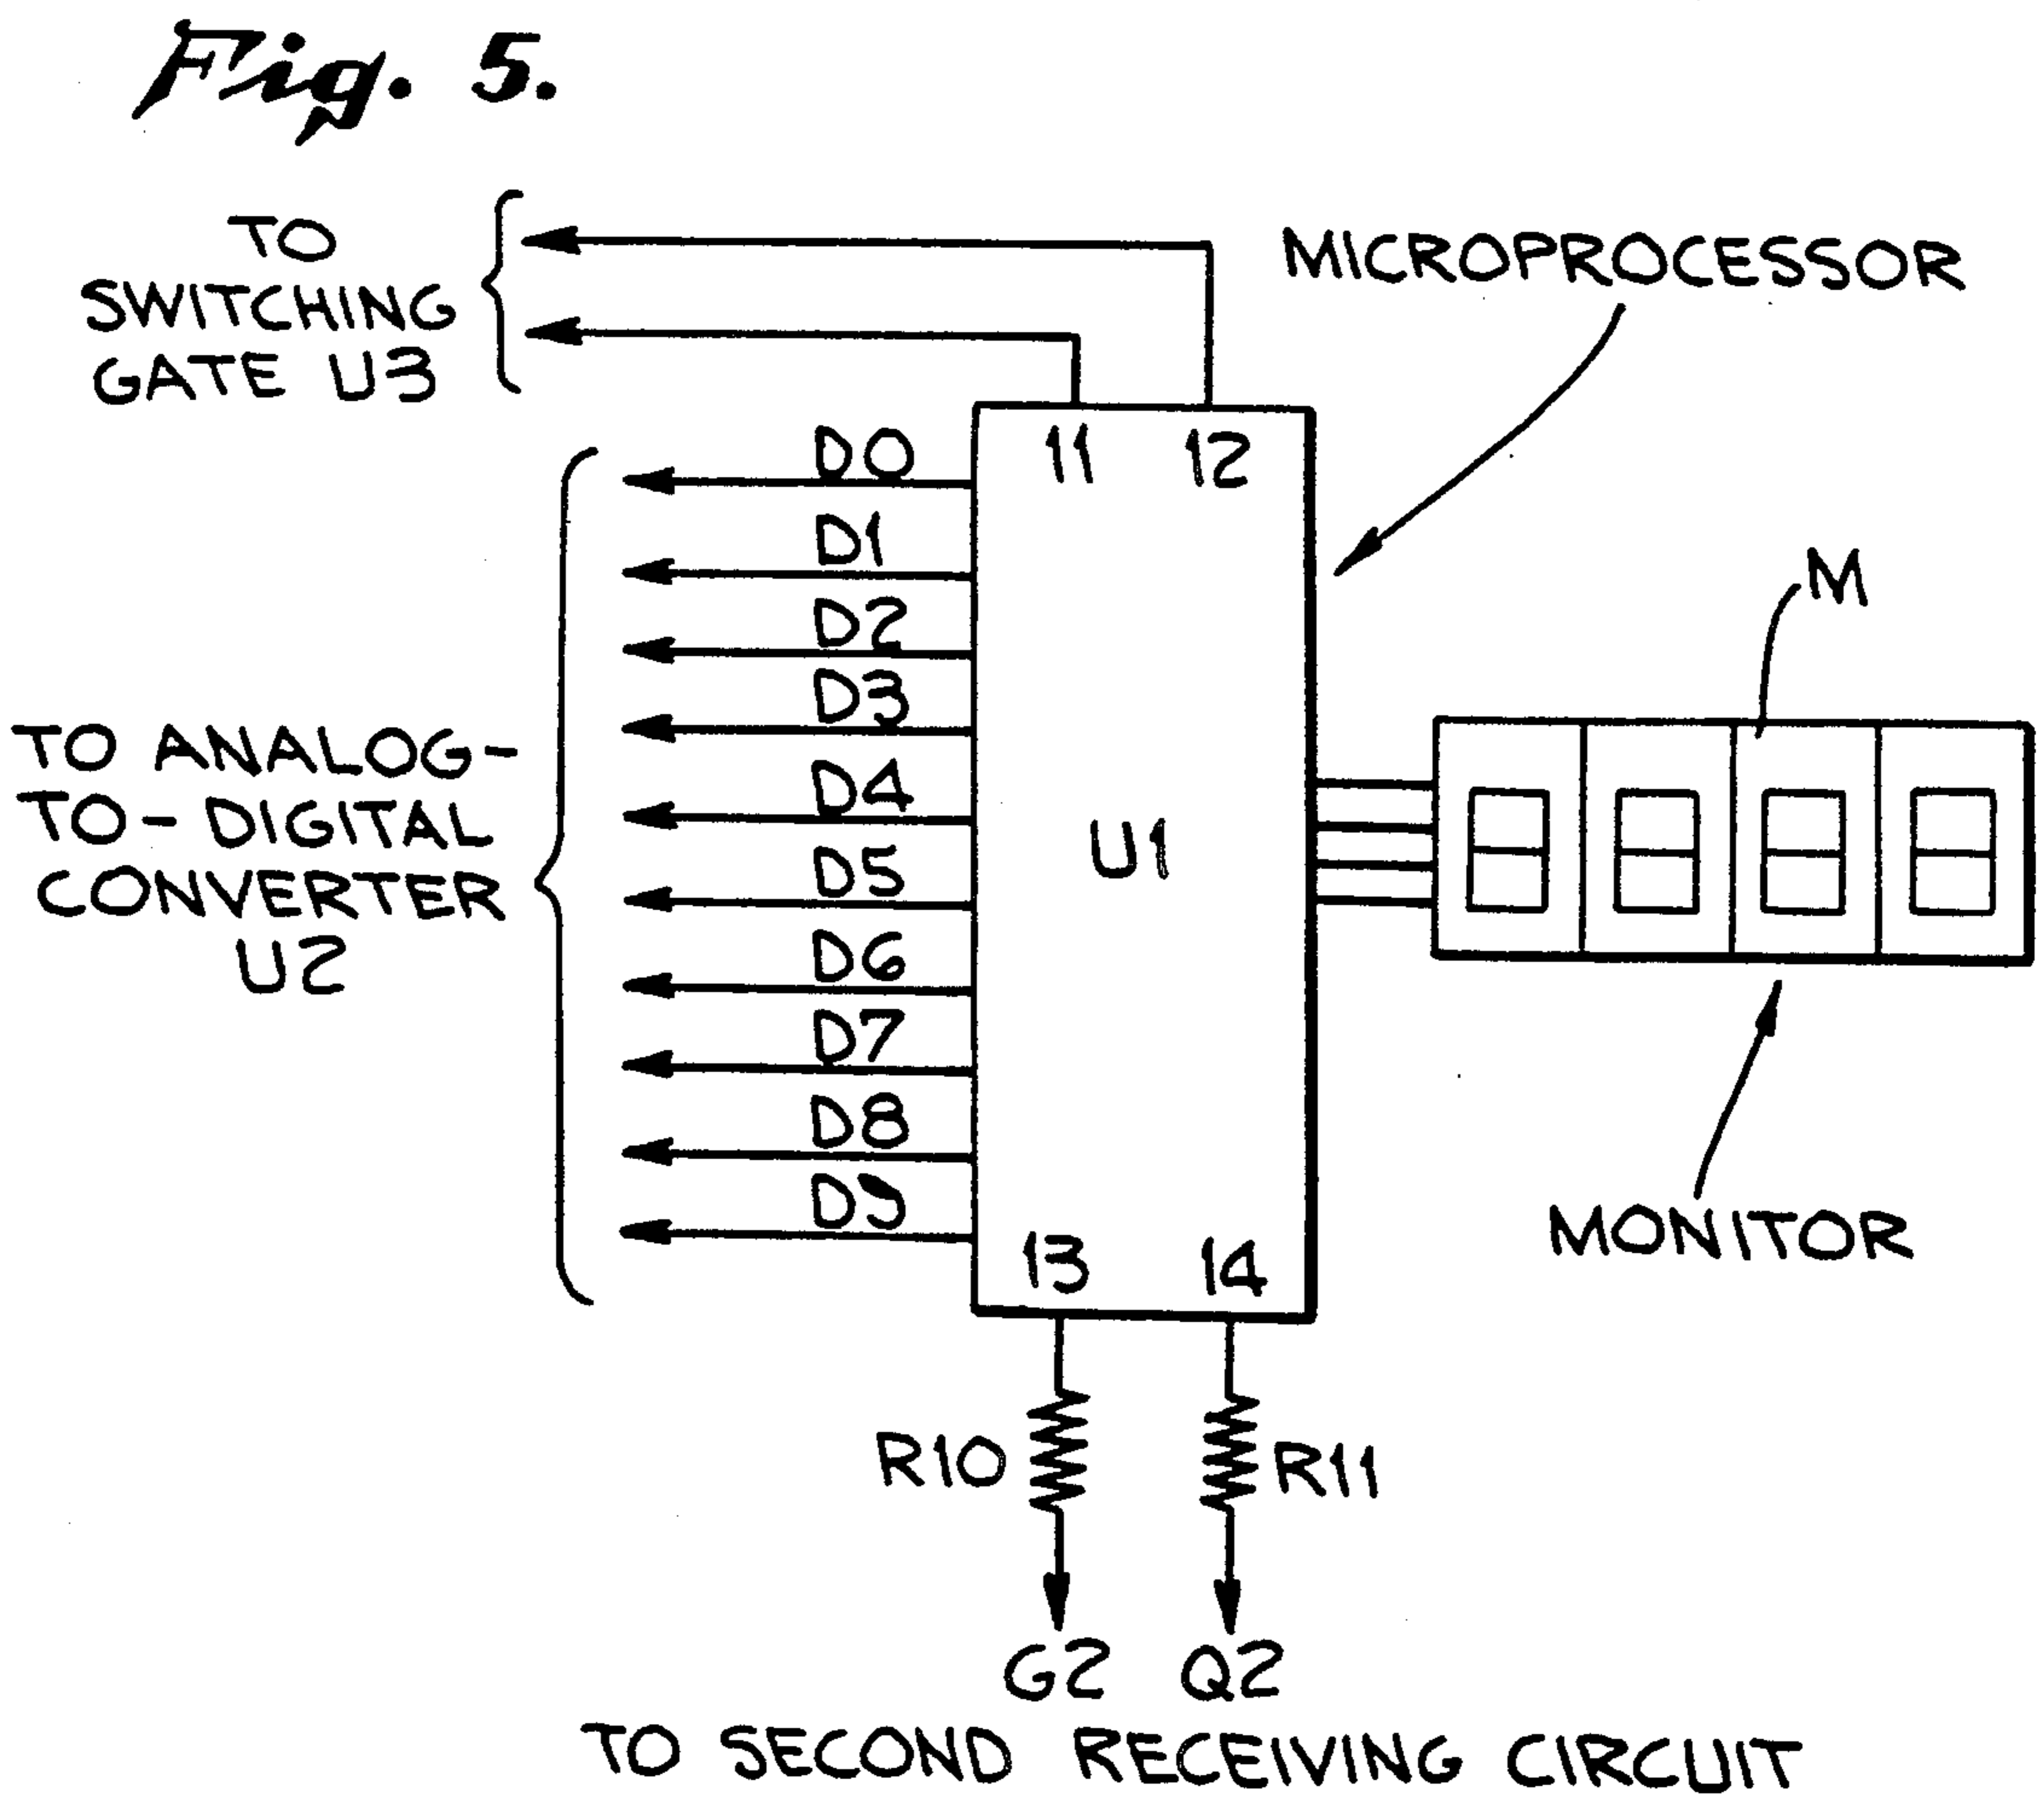 Fig. 5.
TO
SWITCHING
GATE U3
MICROPROCESSOR
11 12
D0
D1
D2
D3
D4
D5
D6
D7
D8
D9
TO ANALOG-
TO-DIGITAL
CONVERTER
U2
U1
M
MONITOR
13 14
R10 R11
G2 Q2
TO SECOND RECEIVING CIRCUIT